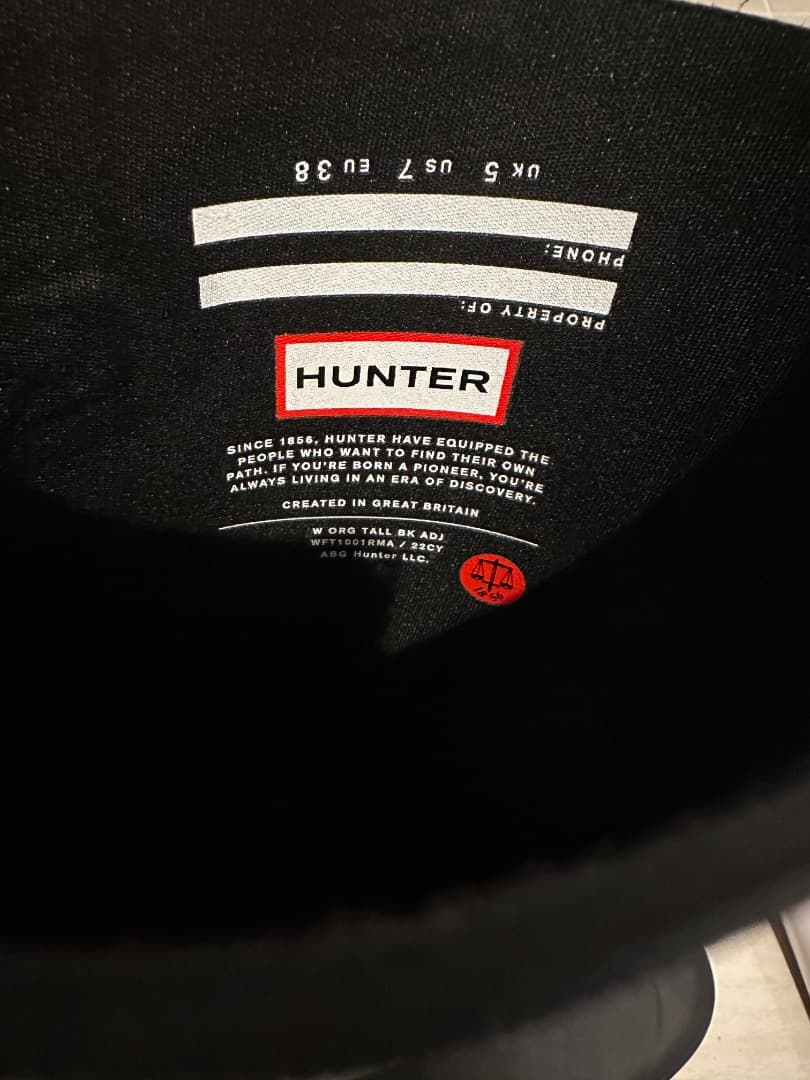 UK 5 US 7 EU 38
PHONE:
PROPERTY OF:
HUNTER
SINCE 1856, HUNTER HAVE EQUIPPED THE
PEOPLE WHO WANT TO FIND THEIR OWN
PATH. IF YOU'RE BORN A PIONEER, YOU'RE
ALWAYS LIVING IN AN ERA OF DISCOVERY.
CREATED IN GREAT BRITAIN
W ORG TALL BK ADJ
WFT1001RMA / 22CY
ABG Hunter LLC.
1856